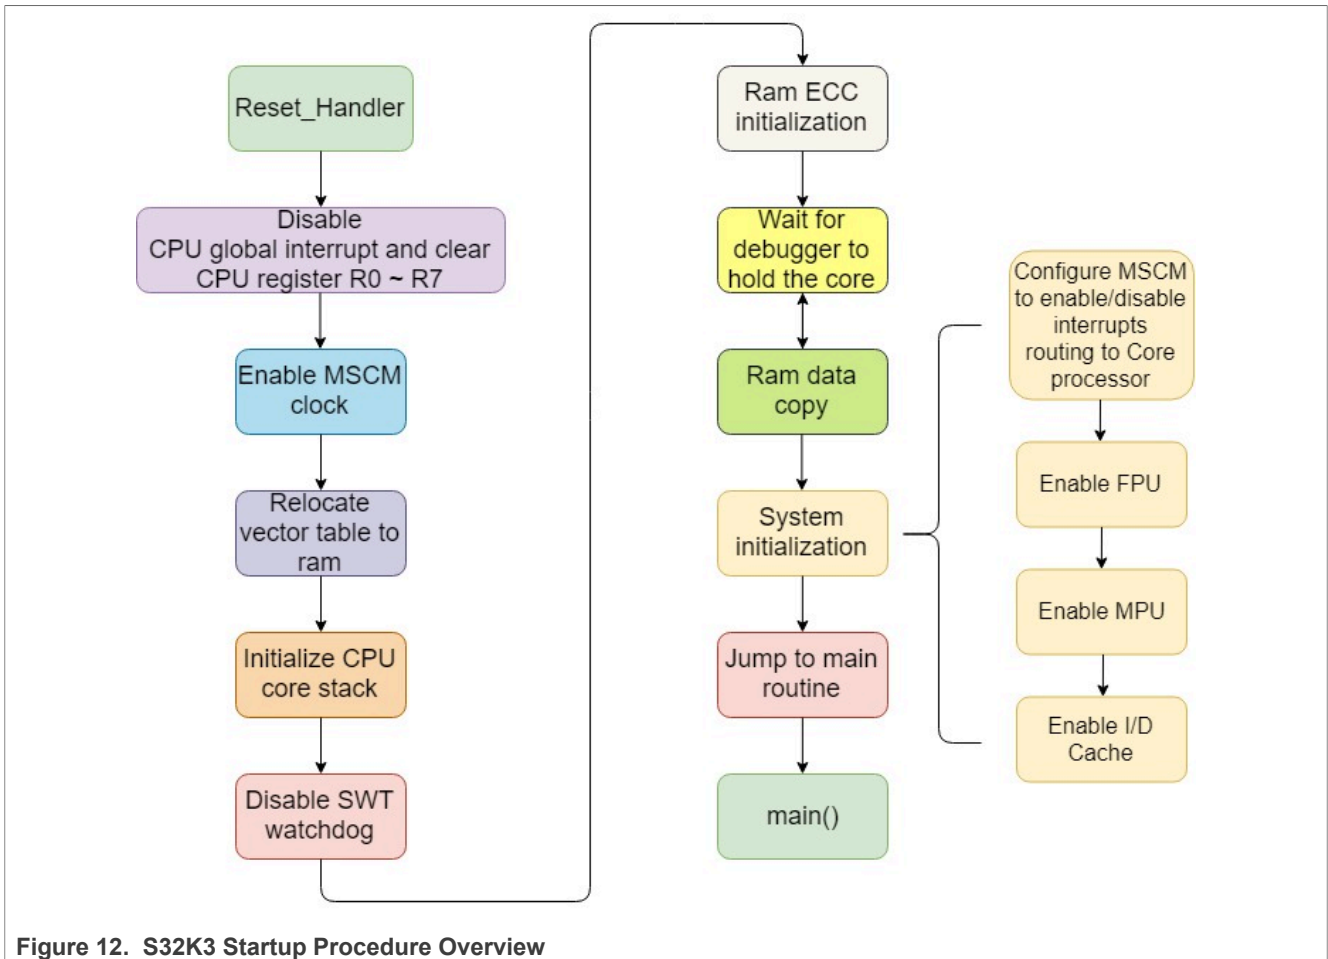 Reset_Handler
Disable
CPU global interrupt and clear
CPU register R0 ~ R7
Enable MSCM
clock
Relocate
vector table to
ram
Initialize CPU
core stack
Disable SWT
watchdog
Ram ECC
initialization
Wait for
debugger to
hold the core
Ram data
copy
System
initialization
Jump to main
routine
main()
Configure MSCM
to enable/disable
interrupts
routing to Core
processor
Enable FPU
Enable MPU
Enable I/D
Cache
Figure 12. S32K3 Startup Procedure Overview